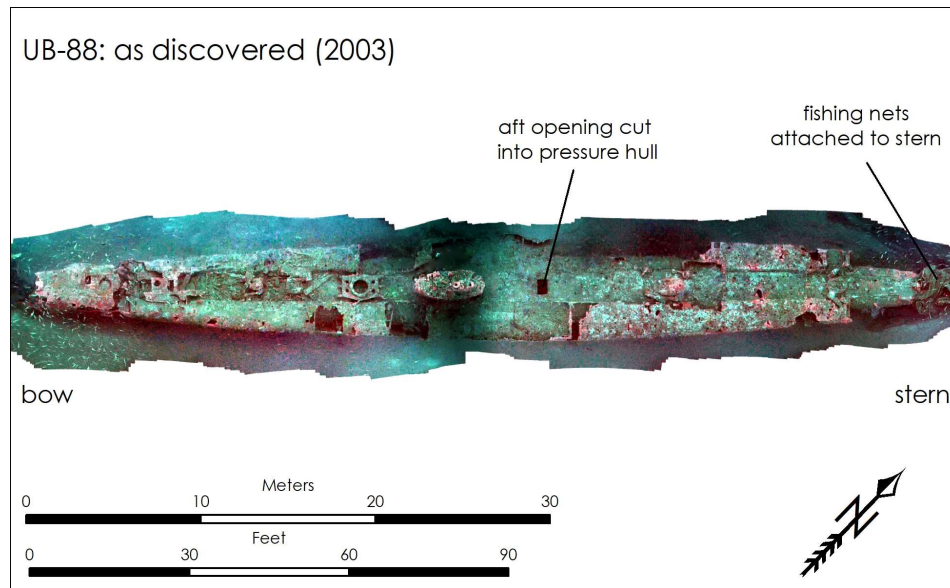 UB-88: as discovered (2003)
aft opening cut
into pressure hull
fishing nets
attached to stern
bow
stern
Meters
0 10 20 30
Feet
0 30 60 90
N